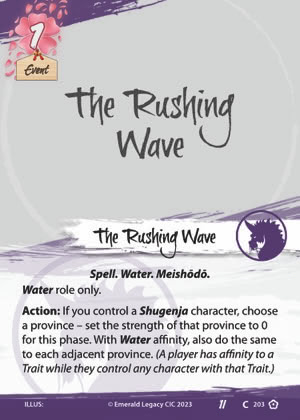 1
Event
The Rushing
Wave
The Rushing Wave
Spell. Water. Meishōdō.
Water role only.
Action: If you control a Shugenja character, choose
a province – set the strength of that province to 0
for this phase. With Water affinity, also do the same
to each adjacent province. (A player has affinity to a
Trait while they control any character with that Trait.)
ILLUS:
© Emerald Legacy CIC 2023
C 203